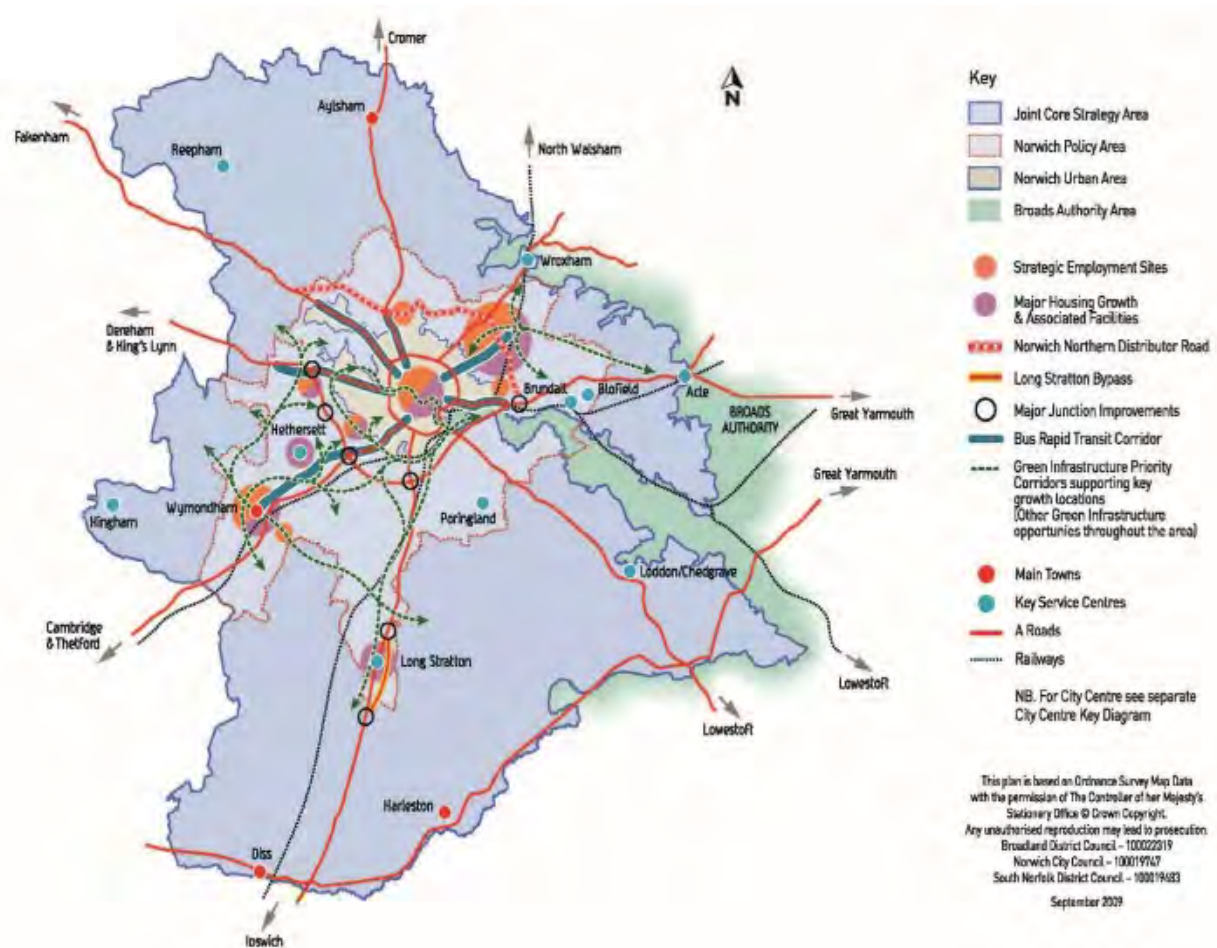 Cromer
Aylsham
Fakenham
Reepham
North Walsham
Wroxham
Dereham
& King's Lynn
Brundall
Blofield
Acle
BROADS
AUTHORITY
Great Yarmouth
Great Yarmouth
Hethersett
Wymondham
Hingham
Poringland
Loddon/Chedgrave
Cambridge
& Thetford
Long Stratton
Lowestoft
Lowestoft
Harleston
Diss
Ipswich
N
Key
Joint Core Strategy Area
Norwich Policy Area
Norwich Urban Area
Broads Authority Area
Strategic Employment Sites
Major Housing Growth
& Associated Facilities
Norwich Northern Distributor Road
Long Stratton Bypass
Major Junction Improvements
Bus Rapid Transit Corridor
Green Infrastructure Priority
Corridors supporting key
growth locations
(Other Green Infrastructure
opportunies throughout the area)
Main Towns
Key Service Centres
A Roads
Railways
NB. For City Centre see separate
City Centre Key Diagram
This plan is based on Ordnance Survey Map Data
with the permission of The Controller of her Majesty's
Stationery Office © Crown Copyright.
Any unauthorised reproduction may lead to prosecution.
Broadland District Council – 100022319
Norwich City Council – 100019747
South Norfolk District Council – 100019483
September 2009